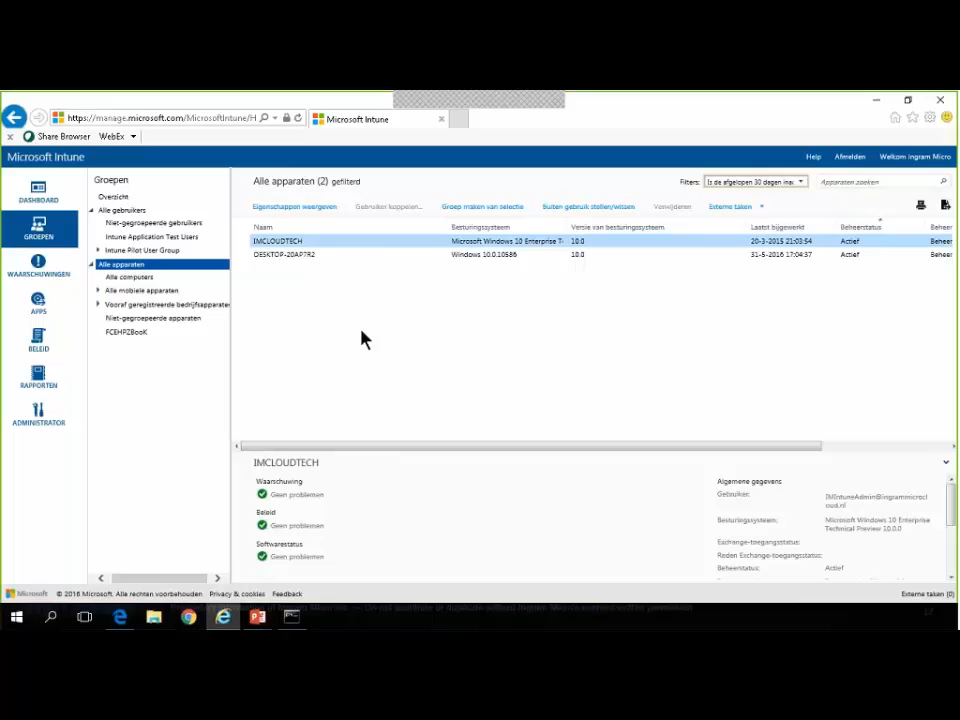 https://manage.microsoft.com/MicrosoftIntune/H
Microsoft Intune
Share Browser WebEx
Microsoft Intune
Help Afmelden Welkom Ingram Micro
DASHBOARD
GROEPEN
WAARSCHUWINGEN
APPS
BELEID
RAPPORTEN
ADMINISTRATOR
Groepen
Overzicht
Alle gebruikers
Niet-gegroepeerde gebruikers
Intune Application Test Users
Intune Pilot User Group
Alle apparaten
Alle computers
Alle mobiele apparaten
Vooraf geregistreerde bedrijfsapparaten
Niet-gegroepeerde apparaten
FCEHPZBooK
Alle apparaten (2) gefilterd
Filters: Is de afgelopen 30 dagen inac
Apparaten zoeken
Eigenschappen weergeven Gebruiker koppelen... Groep maken van selectie Buiten gebruik stellen/wissen Verwijderen Externe taken
Naam Besturingssysteem Versie van besturingssysteem Laatst bijgewerkt Beheerstatus Beheer
IMCLOUDTECH Microsoft Windows 10 Enterprise T- 10.0 20-3-2015 21:03:54 Actief Beheer
DESKTOP-20AP7R2 Windows 10.0.10586 10.0 31-5-2016 17:04:37 Actief Beheer
IMCLOUDTECH
Waarschuwing
Geen problemen
Beleid
Geen problemen
Softwarestatus
Geen problemen
Algemene gegevens
Gebruiker: IMIntuneAdmin@ingrammicrocl
oud.nl
Besturingssysteem: Microsoft Windows 10 Enterprise
Technical Preview 10.0.0
Exchange-toegangsstatus:
Reden Exchange-toegangsstatus:
Beheerstatus: Actief
Microsoft © 2016 Microsoft. Alle rechten voorbehouden Privacy & cookies Feedback
Externe taken (0)